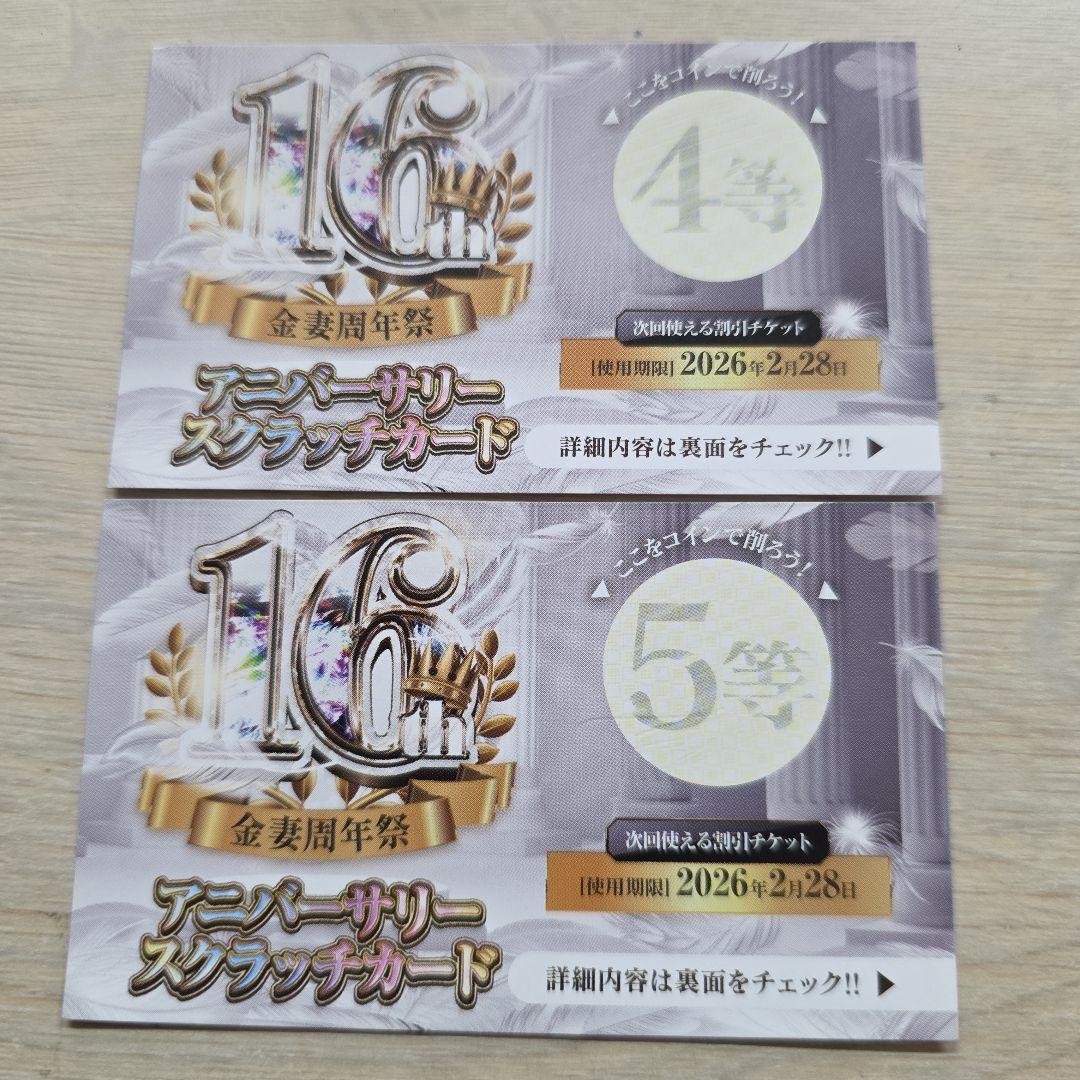 16th
金妻周年祭
アニバーサリー
スクラッチカード
ここをコインで削ろう!
4等
次回使える割引チケット
[使用期限] 2026年2月28日
詳細内容は裏面をチェック!! ▶
16th
金妻周年祭
アニバーサリー
スクラッチカード
ここをコインで削ろう!
5等
次回使える割引チケット
[使用期限] 2026年2月28日
詳細内容は裏面をチェック!! ▶